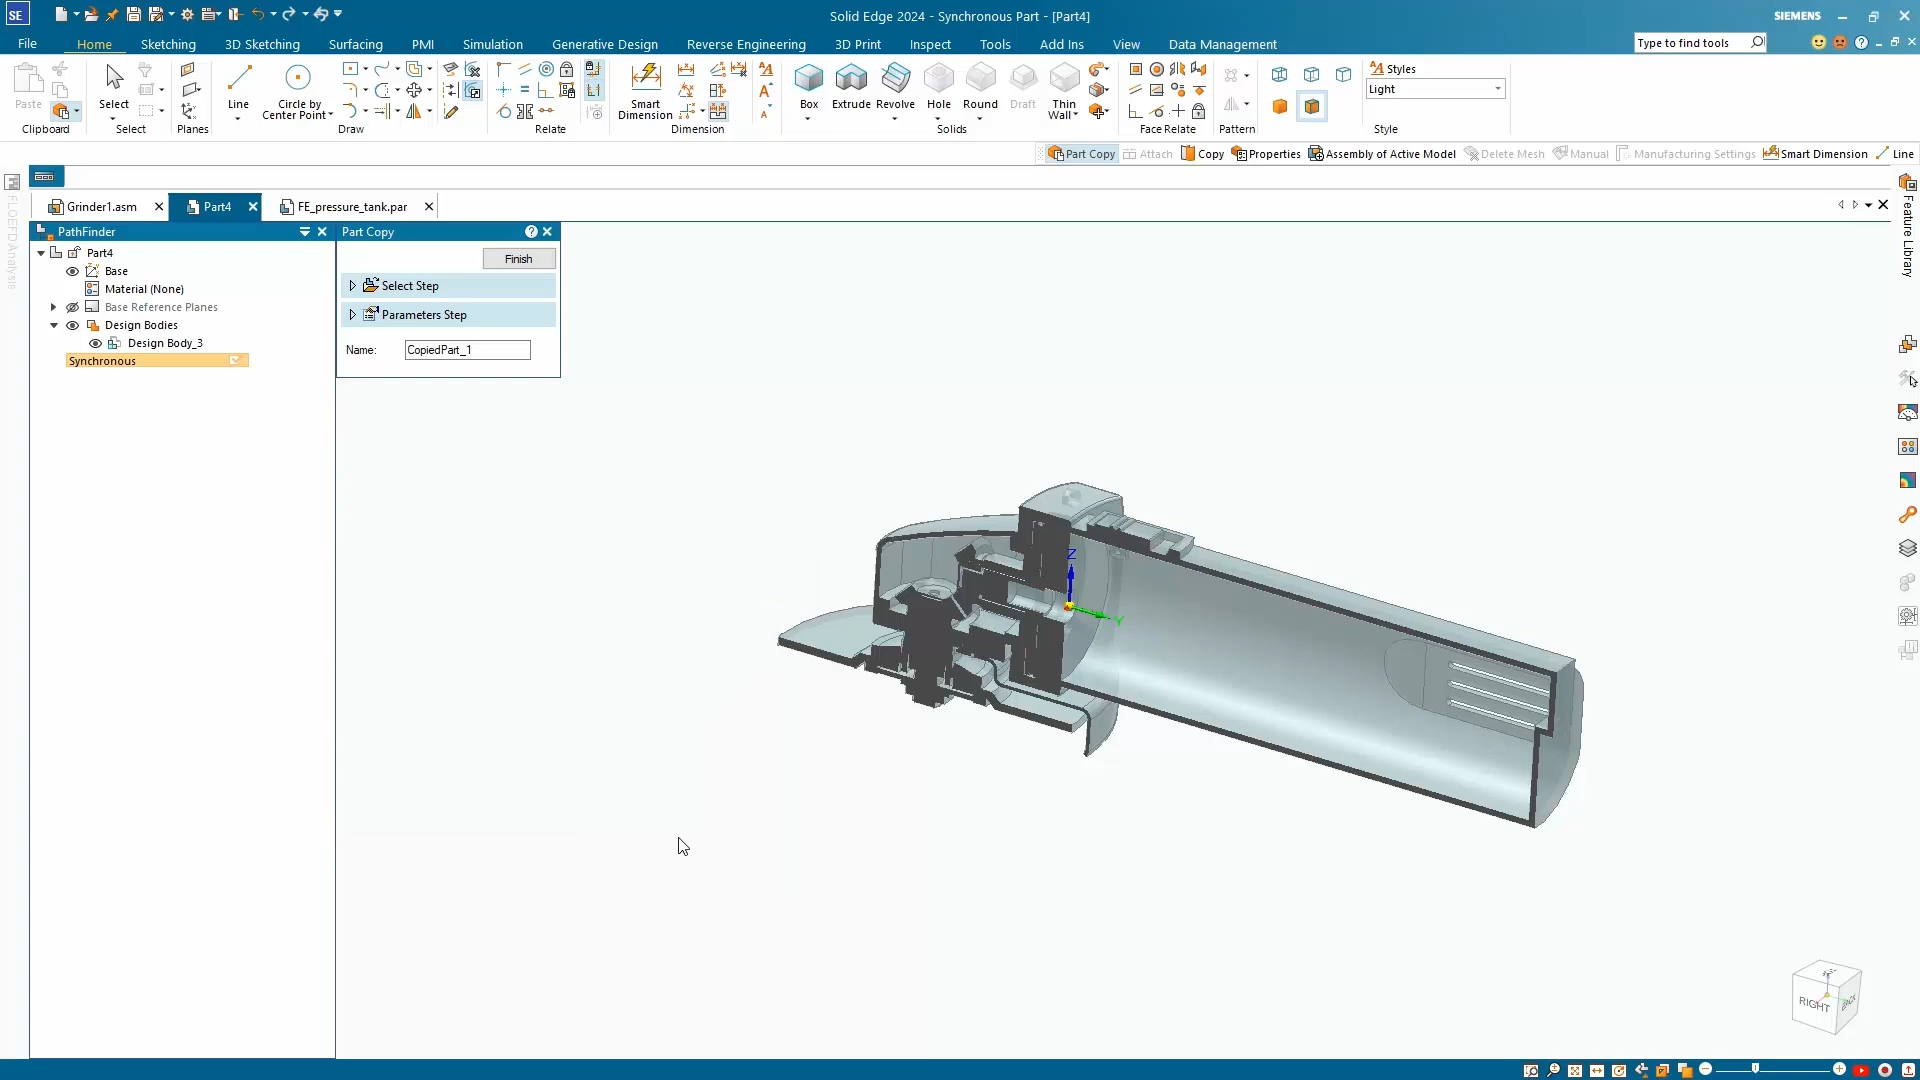 SE
Solid Edge 2024 - Synchronous Part - [Part4]
SIEMENS
File
Home
Sketching
3D Sketching
Surfacing
PMI
Simulation
Generative Design
Reverse Engineering
3D Print
Inspect
Tools
Add Ins
View
Data Management
Type to find tools
Paste
Clipboard
Select
Select
Planes
Line
Circle by
Center Point
Draw
Relate
Smart
Dimension
Dimension
Box
Extrude
Revolve
Hole
Round
Draft
Thin
Wall
Solids
Face Relate
Pattern
Styles
Light
Style
Part Copy
Attach
Copy
Properties
Assembly of Active Model
Delete Mesh
Manual
Manufacturing Settings
Smart Dimension
Line
Grinder1.asm
Part4
FE_pressure_tank.par
FLOEFD Analysis
PathFinder
Part4
Base
Material (None)
Base Reference Planes
Design Bodies
Design Body_3
Synchronous
Part Copy
Finish
Select Step
Parameters Step
Name:
CopiedPart_1
Feature Library
Z
Y
RIGHT
BACK